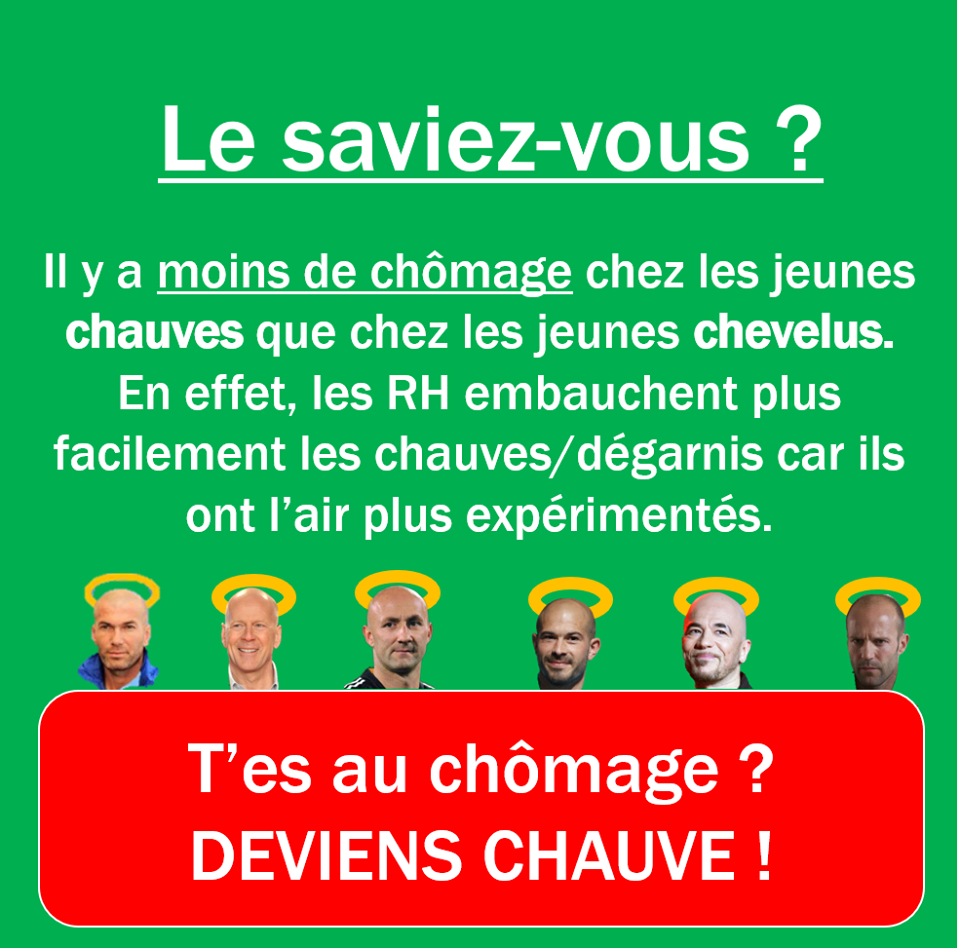 Le saviez-vous ?
Il y a moins de chômage chez les jeunes
chauves que chez les jeunes chevelus.
En effet, les RH embauchent plus
facilement les chauves/dégarnis car ils
ont l’air plus expérimentés.
T’es au chômage ?
DEVIENS CHAUVE !